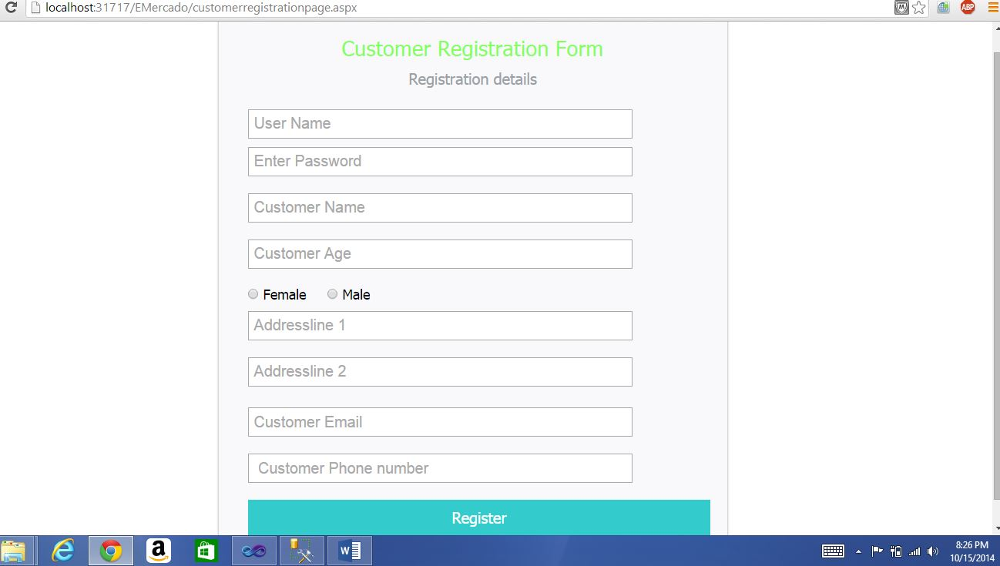 localhost:31717/EMercado/customerregistrationpage.aspx
ABP
Customer Registration Form
Registration details
User Name
Enter Password
Customer Name
Customer Age
Female Male
Addressline 1
Addressline 2
Customer Email
Customer Phone number
Register
8:26 PM
10/15/2014